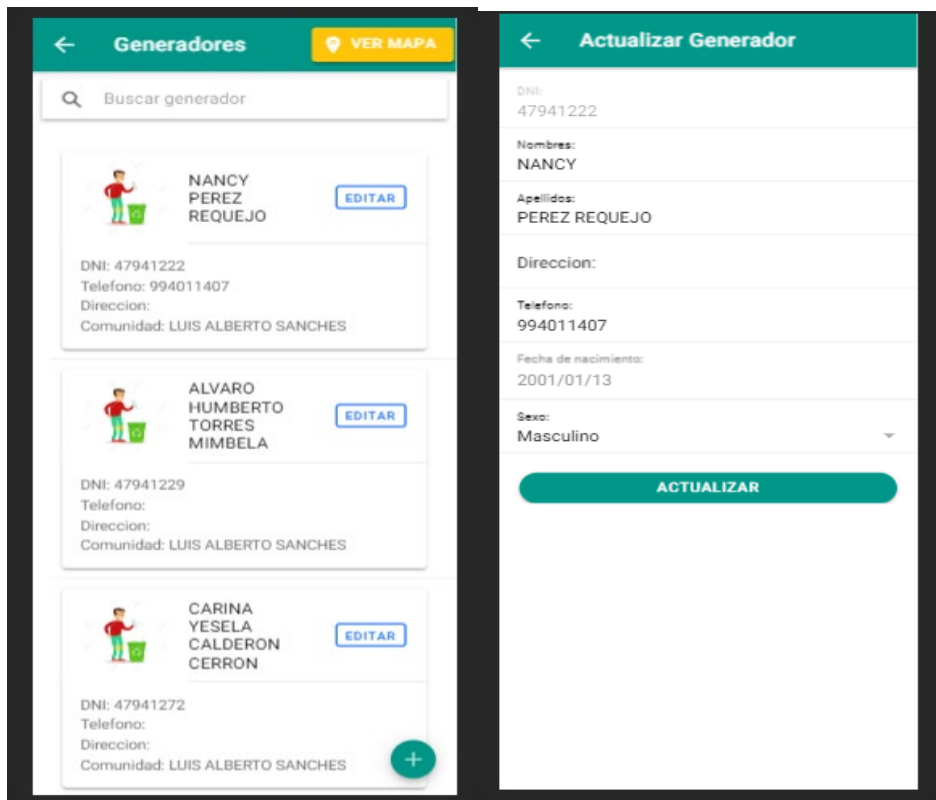 Generadores
VER MAPA
Buscar generador
NANCY
PEREZ
REQUEJO
EDITAR
DNI: 47941222
Telefono: 994011407
Direccion:
Comunidad: LUIS ALBERTO SANCHES
ALVARO
HUMBERTO
TORRES
MIMBELA
EDITAR
DNI: 47941229
Telefono:
Direccion:
Comunidad: LUIS ALBERTO SANCHES
CARINA
YESELA
CALDERON
CERRON
EDITAR
DNI: 47941272
Telefono:
Direccion:
Comunidad: LUIS ALBERTO SANCHES
+
Actualizar Generador
DNI:
47941222
Nombres:
NANCY
Apellidos:
PEREZ REQUEJO
Direccion:
Telefono:
994011407
Fecha de nacimiento:
2001/01/13
Sexo:
Masculino
ACTUALIZAR